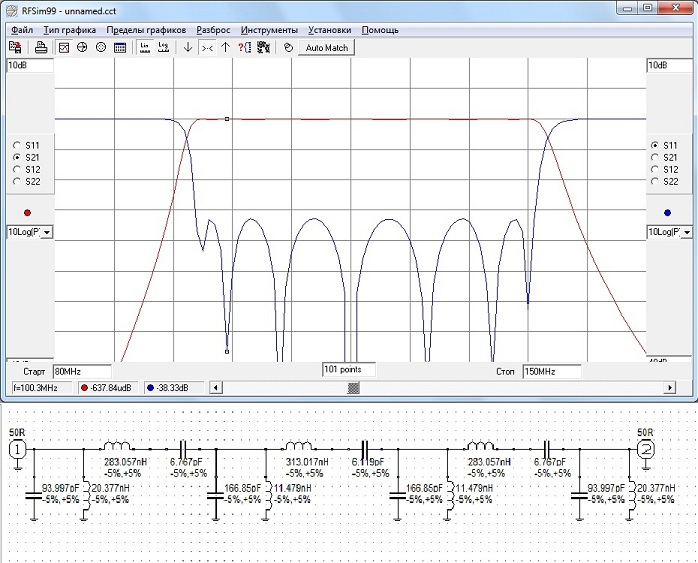 RFSim99 - unnamed.cct
Файл Тип графика Пределы графиков Разброс Инструменты Установки Помощь
Lin Log Auto Match
10dB 10dB
S11 S11
S21 S21
S12 S12
S22 S22
10Log(P) 10Log(P)
Старт 80MHz 101 points Стоп 150MHz
f=100.3MHz -637.84udB -38.33dB
50R 50R
1 2
283.057nH 6.767pF 313.017nH 6.119pF 283.057nH 6.767pF
-5%,+5% -5%,+5% -5%,+5% -5%,+5% -5%,+5% -5%,+5%
93.997pF 20.377nH 166.85pF 11.479nH 166.85pF 11.479nH 93.997pF 20.377nH
-5%,+5% -5%,+5% -5%,+5% -5%,+5% -5%,+5% -5%,+5% -5%,+5% -5%,+5%